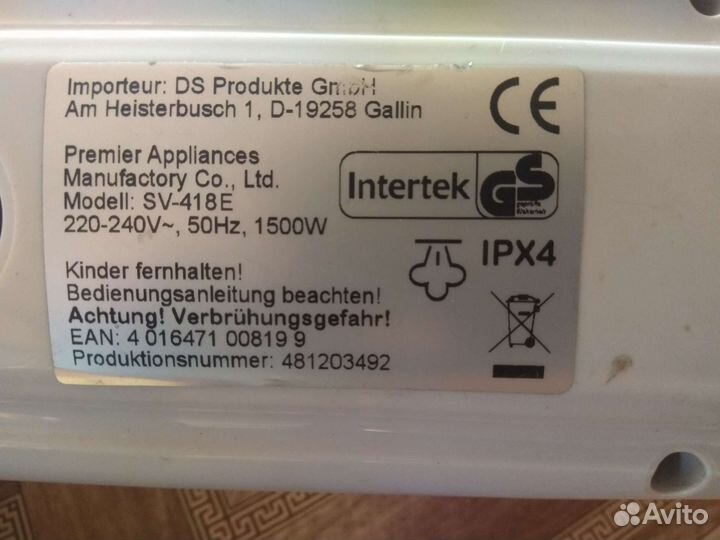 Importeur: DS Produkte GmbH
Am Heisterbusch 1, D-19258 Gallin
CE
Premier Appliances
Manufactory Co., Ltd.
Modell: SV-418E
220-240V~, 50Hz, 1500W
Intertek
GS
geprüfte
Sicherheit
IPX4
Kinder fernhalten!
Bedienungsanleitung beachten!
Achtung! Verbrühungsgefahr!
EAN: 4 016471 00819 9
Produktionsnummer: 481203492
Avito